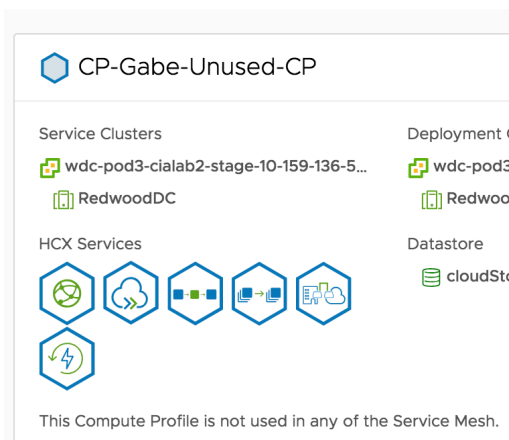 CP-Gabe-Unused-CP
Service Clusters
wdc-pod3-cialab2-stage-10-159-136-5...
RedwoodDC
Deployment
wdc-pod3
Redwoo
HCX Services
Datastore
cloudSto
This Compute Profile is not used in any of the Service Mesh.